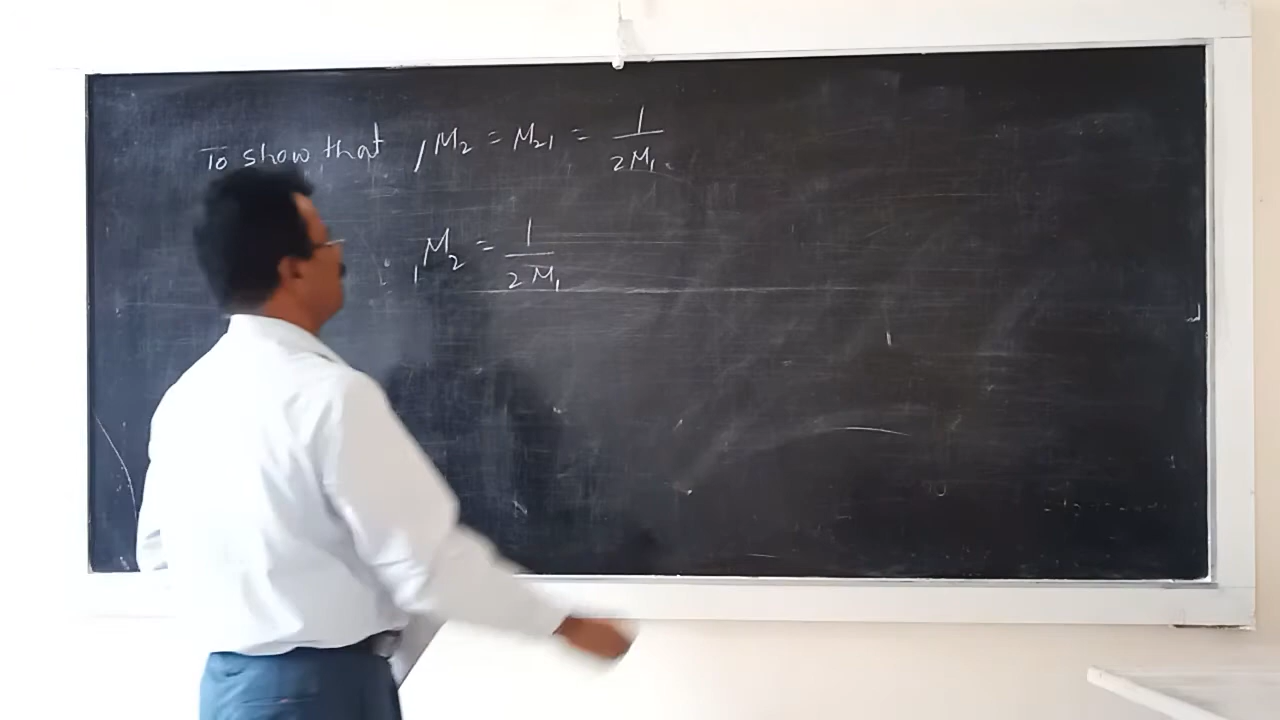 To show that ₁M₂ = M₂₁ = 1/2M₁
∴ ₁M₂ = 1/2M₁